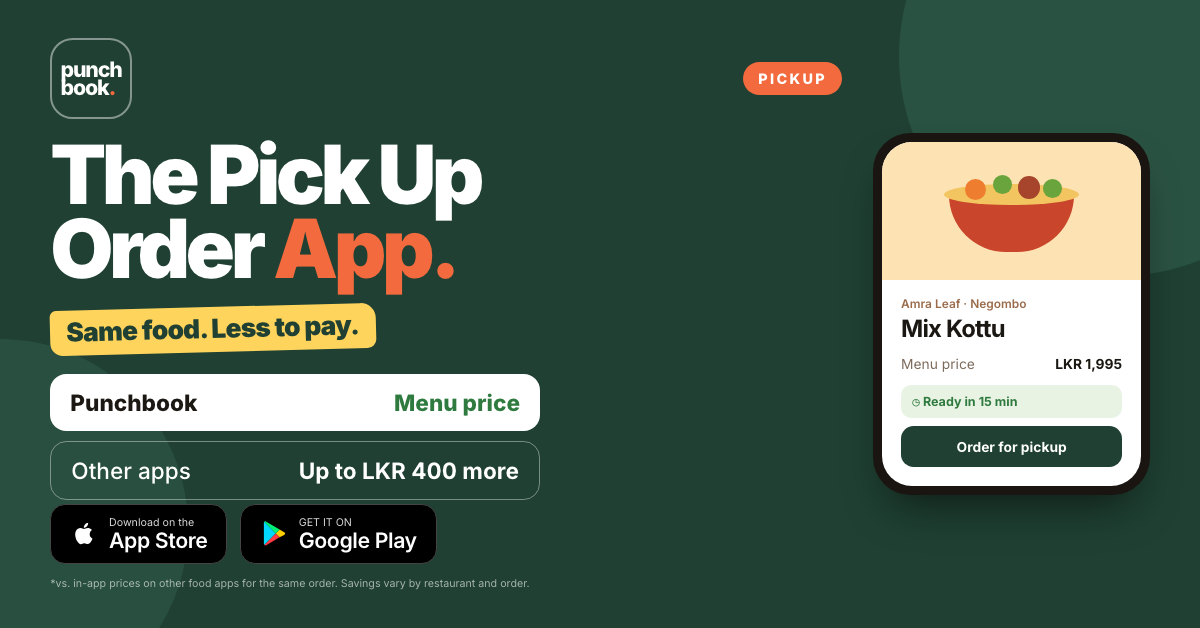 punch
book.
PICKUP
The Pick Up
Order App.
Same food. Less to pay.
Punchbook Menu price
Other apps Up to LKR 400 more
Download on the
App Store
GET IT ON
Google Play
*vs. in-app prices on other food apps for the same order. Savings vary by restaurant and order.
Amra Leaf · Negombo
Mix Kottu
Menu price LKR 1,995
Ready in 15 min
Order for pickup